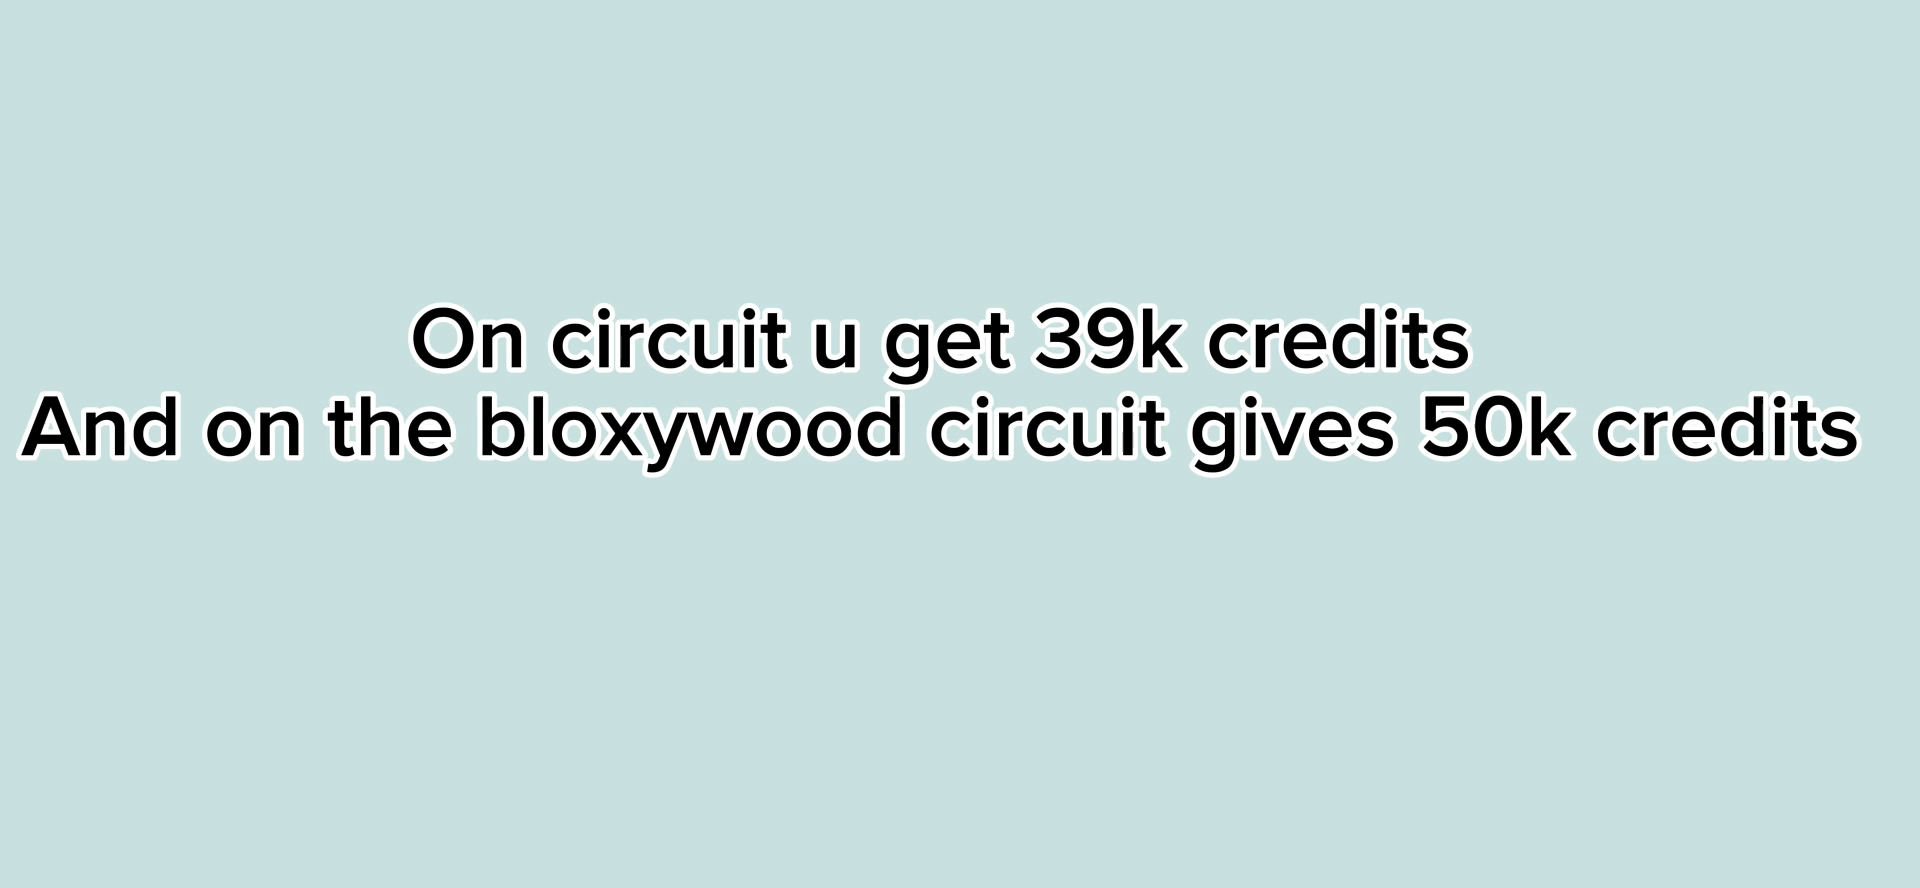 On circuit u get 39k credits
And on the bloxywood circuit gives 50k credits